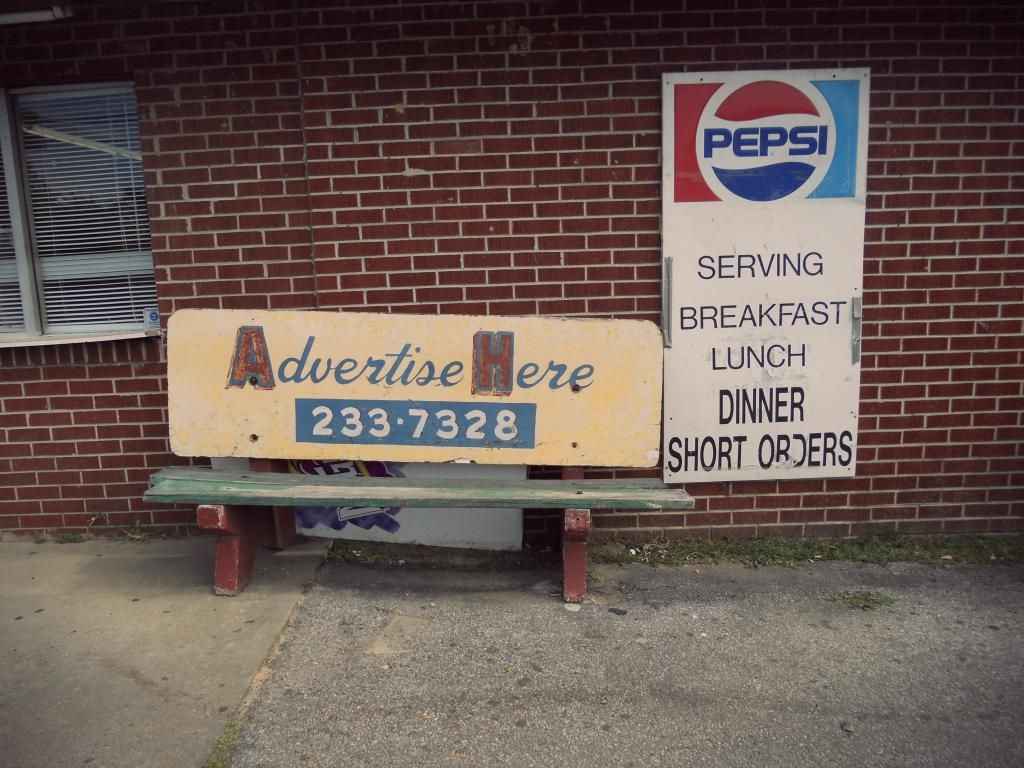 Advertise Here
233·7328
PEPSI
SERVING
BREAKFAST
LUNCH
DINNER
SHORT ORDERS